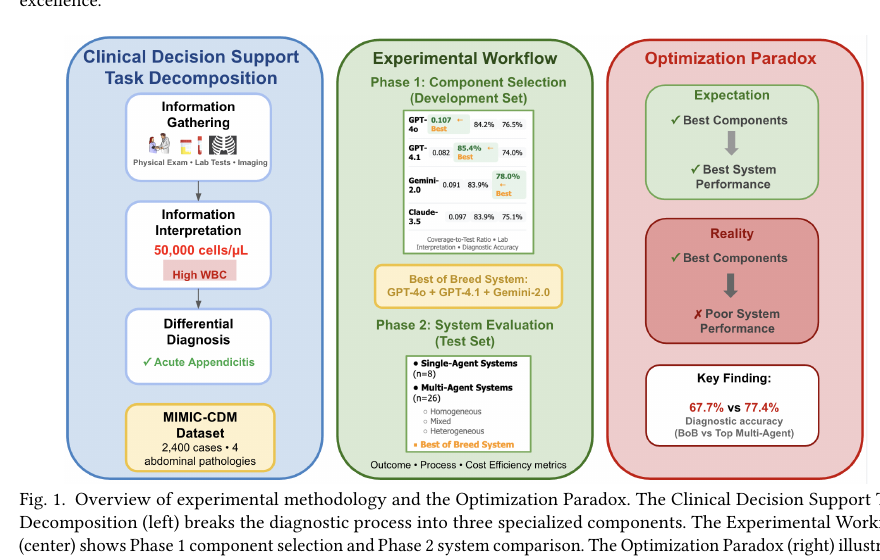 excellence.
Clinical Decision Support
Task Decomposition
Information
Gathering
Physical Exam • Lab Tests • Imaging
Information
Interpretation
50,000 cells/µL
High WBC
Differential
Diagnosis
✓ Acute Appendicitis
MIMIC-CDM
Dataset
2,400 cases • 4
abdominal pathologies
Experimental Workflow
Phase 1: Component Selection
(Development Set)
GPT-4o 0.107 ← Best 84.2% 76.5%
GPT-4.1 0.082 85.4% ← Best 74.0%
Gemini-2.0 0.091 83.9% 78.0% ← Best
Claude-3.5 0.097 83.9% 75.1%
Coverage-to-Test Ratio • Lab
Interpretation • Diagnostic Accuracy
Best of Breed System:
GPT-4o + GPT-4.1 + Gemini-2.0
Phase 2: System Evaluation
(Test Set)
• Single-Agent Systems
(n=8)
• Multi-Agent Systems
(n=26)
○ Homogeneous
○ Mixed
○ Heterogeneous
• Best of Breed System
Outcome • Process • Cost Efficiency metrics
Optimization Paradox
Expectation
✓ Best Components
✓ Best System
Performance
Reality
✓ Best Components
✗ Poor System
Performance
Key Finding:
67.7% vs 77.4%
Diagnostic accuracy
(BoB vs Top Multi-Agent)
Fig. 1. Overview of experimental methodology and the Optimization Paradox. The Clinical Decision Support
Decomposition (left) breaks the diagnostic process into three specialized components. The Experimental
(center) shows Phase 1 component selection and Phase 2 system comparison. The Optimization Paradox (right)